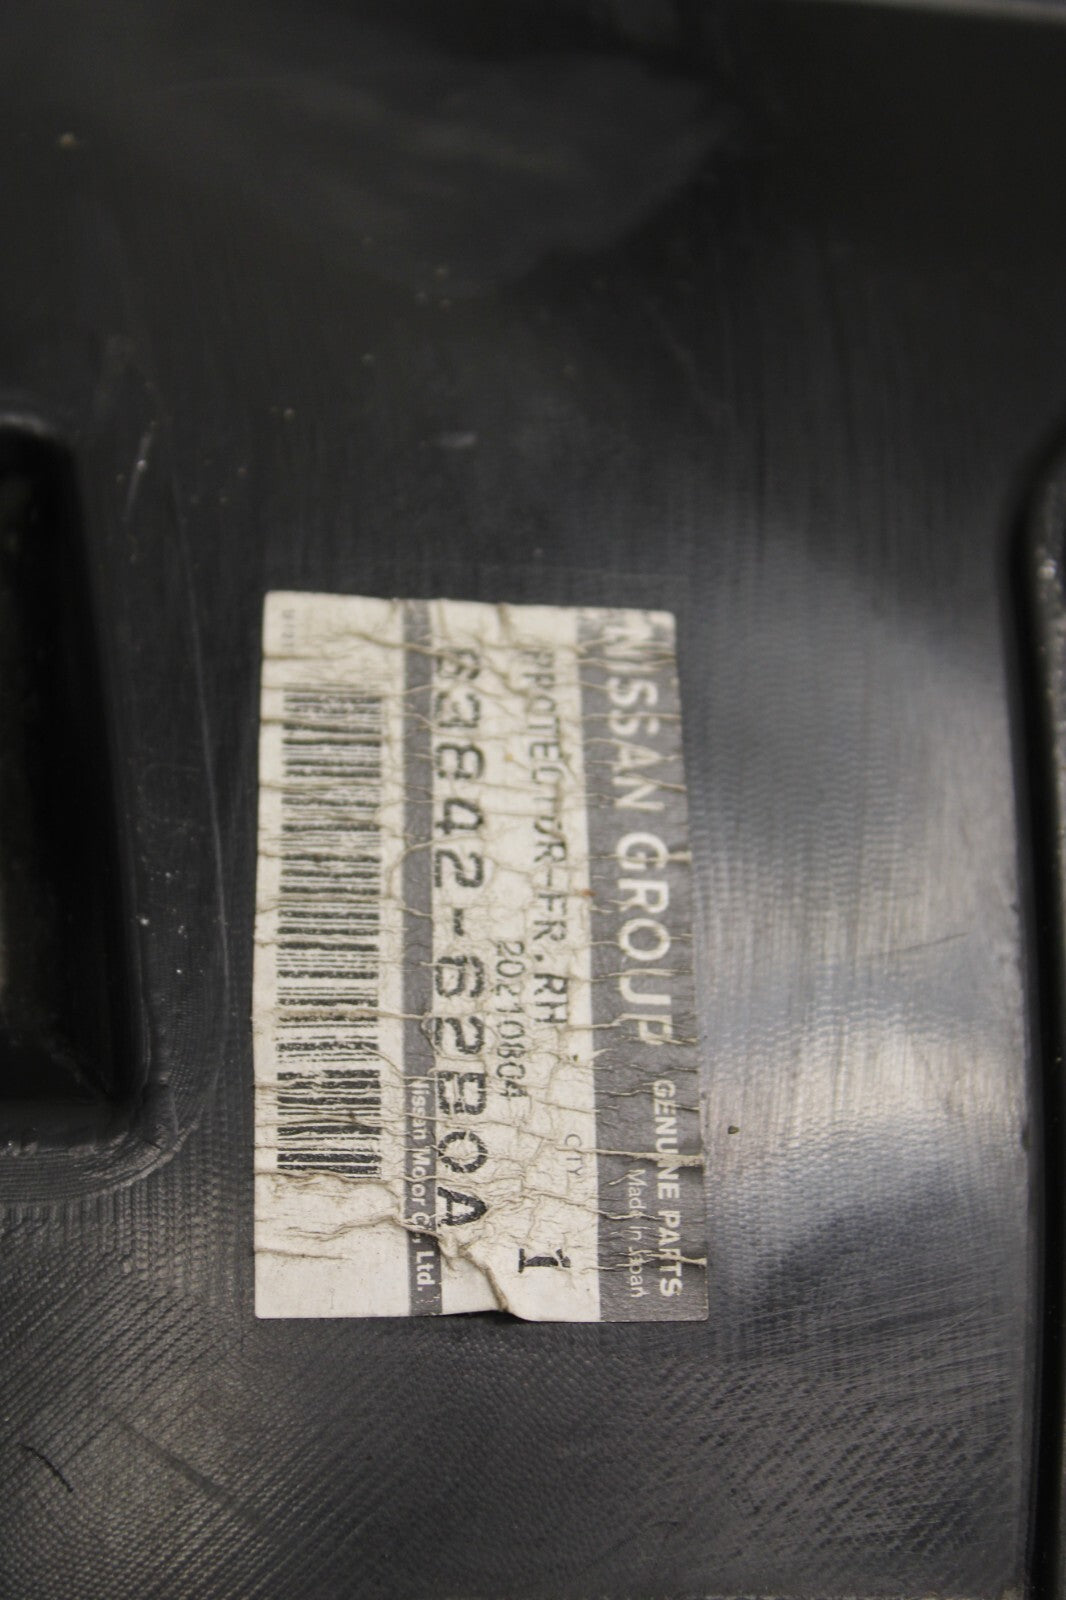 NISSAN GROUP GENUINE PARTS
Made in Japan
PROTECTOR-FR,RH
QTY 1
20210804
63842-62B0A
Nissan Motor Co., Ltd.